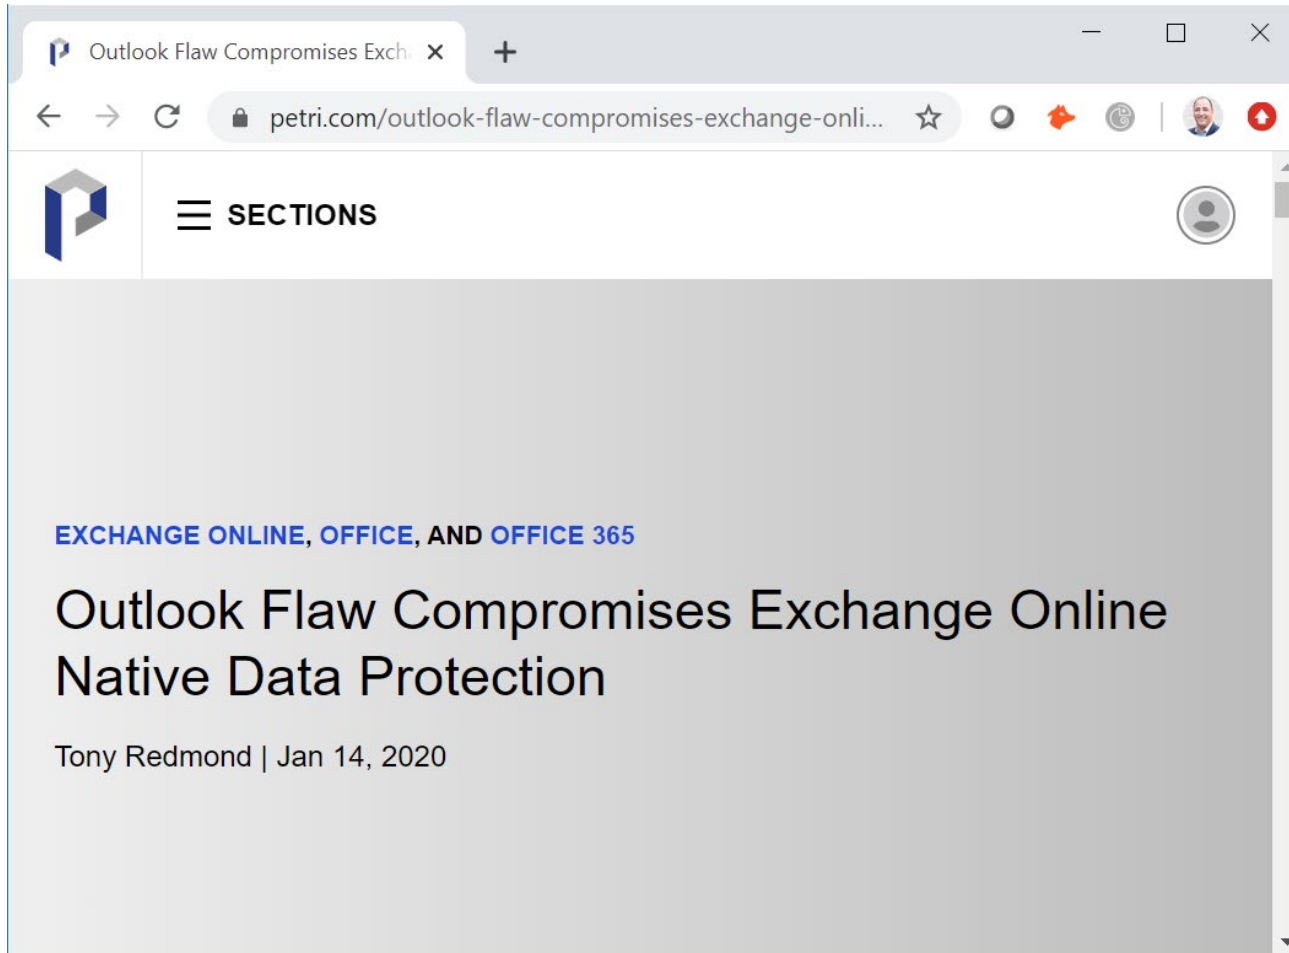 Outlook Flaw Compromises Exch
petri.com/outlook-flaw-compromises-exchange-onli...
SECTIONS
EXCHANGE ONLINE, OFFICE, AND OFFICE 365
Outlook Flaw Compromises Exchange Online
Native Data Protection
Tony Redmond | Jan 14, 2020